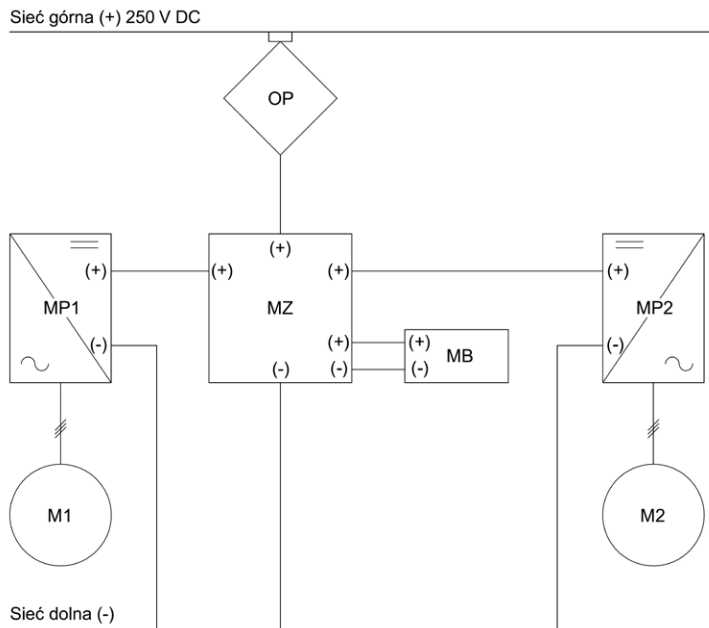 Sieć górna (+) 250 V DC
OP
(+)
(+) (+) (+) (+)
MP1 MZ MP2
(-) (+) (+) (-)
MB
(-) (-) (-)
M1 M2
Sieć dolna (-)